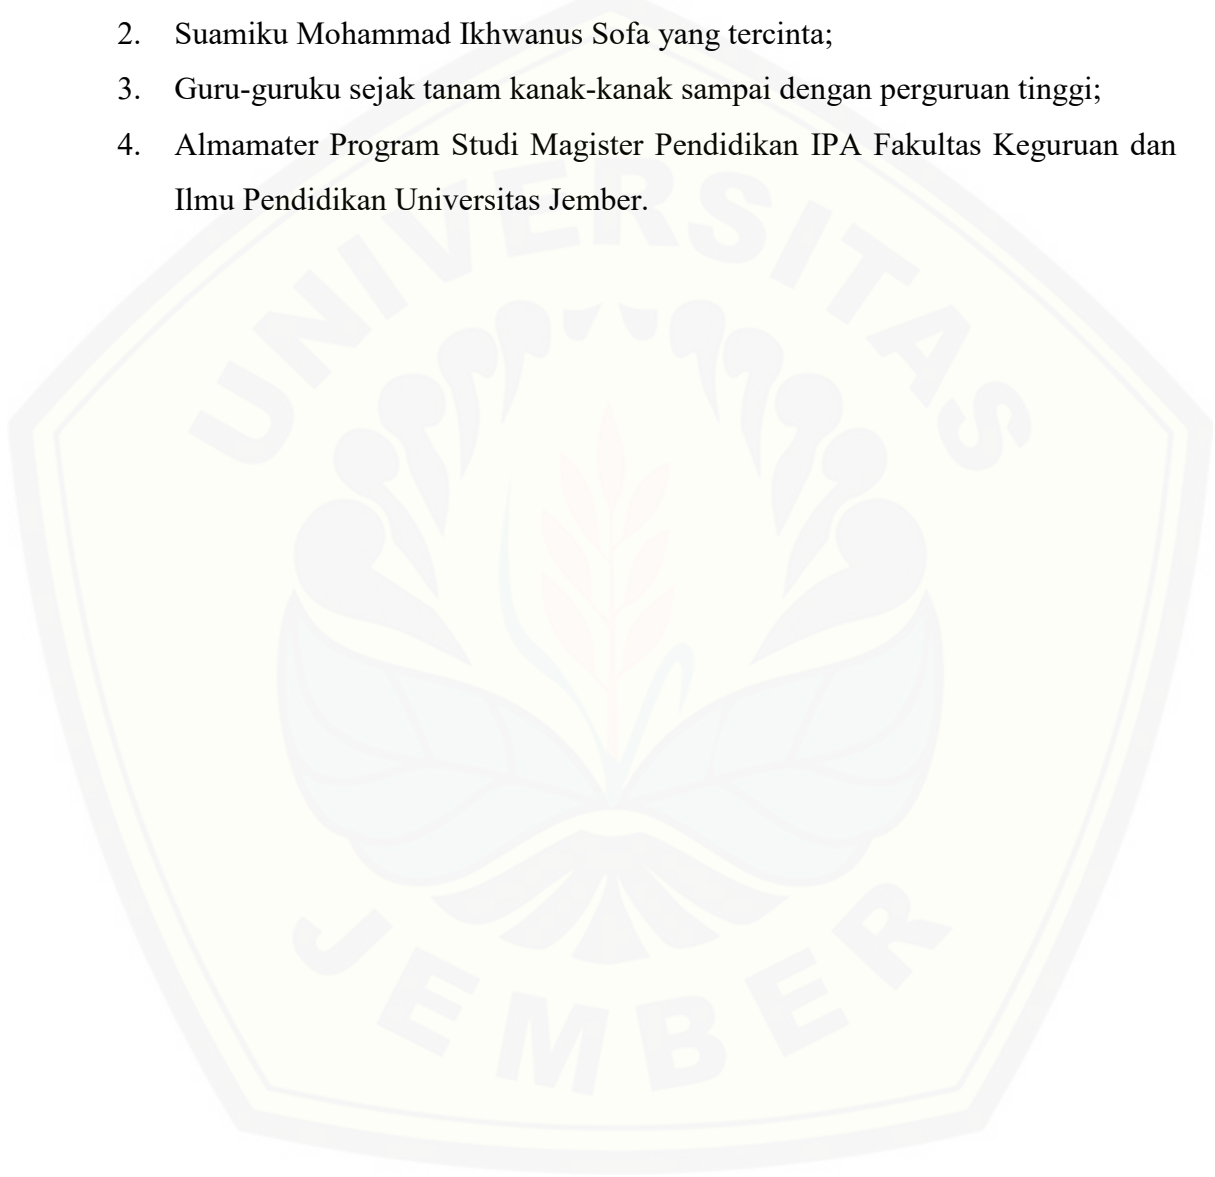 2. Suamiku Mohammad Ikhwanus Sofa yang tercinta;
3. Guru-guruku sejak tanam kanak-kanak sampai dengan perguruan tinggi;
4. Almamater Program Studi Magister Pendidikan IPA Fakultas Keguruan dan
Ilmu Pendidikan Universitas Jember.
UNIVERSITAS
JEMBER